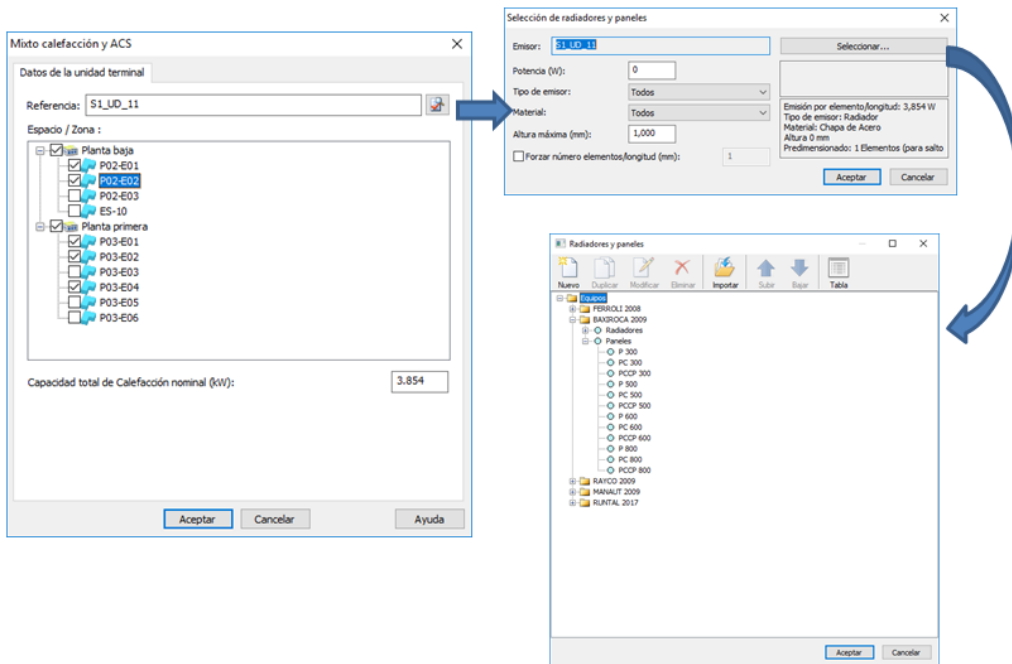 Mixto calefacción y ACS
Datos de la unidad terminal
Referencia: S1_UD_11
Espacio / Zona :
Planta baja
P02-E01
P02-E02
P02-E03
ES-10
Planta primera
P03-E01
P03-E02
P03-E03
P03-E04
P03-E05
P03-E06
Capacidad total de Calefacción nominal (kW): 3.854
Aceptar Cancelar Ayuda
Selección de radiadores y paneles
Emisor: S1_UD_11 Seleccionar...
Potencia (W): 0
Tipo de emisor: Todos
Material: Todos
Altura máxima (mm): 1,000
Forzar número elementos/longitud (mm): 1
Emisión por elemento/longitud: 3,854 W
Tipo de emisor: Radiador
Material: Chapa de Acero
Altura 0 mm
Predimensionado: 1 Elementos (para salto
Aceptar Cancelar
Radiadores y paneles
Nuevo Duplicar Modificar Eliminar Importar Subir Bajar Tabla
Equipos
FERROLI 2008
BAXIROCA 2009
Radiadores
Paneles
P 300
PC 300
PCCP 300
P 500
PC 500
PCCP 500
P 600
PC 600
PCCP 600
P 800
PC 800
PCCP 800
RAYCO 2009
MANAUT 2009
RUNTAL 2017
Aceptar Cancelar